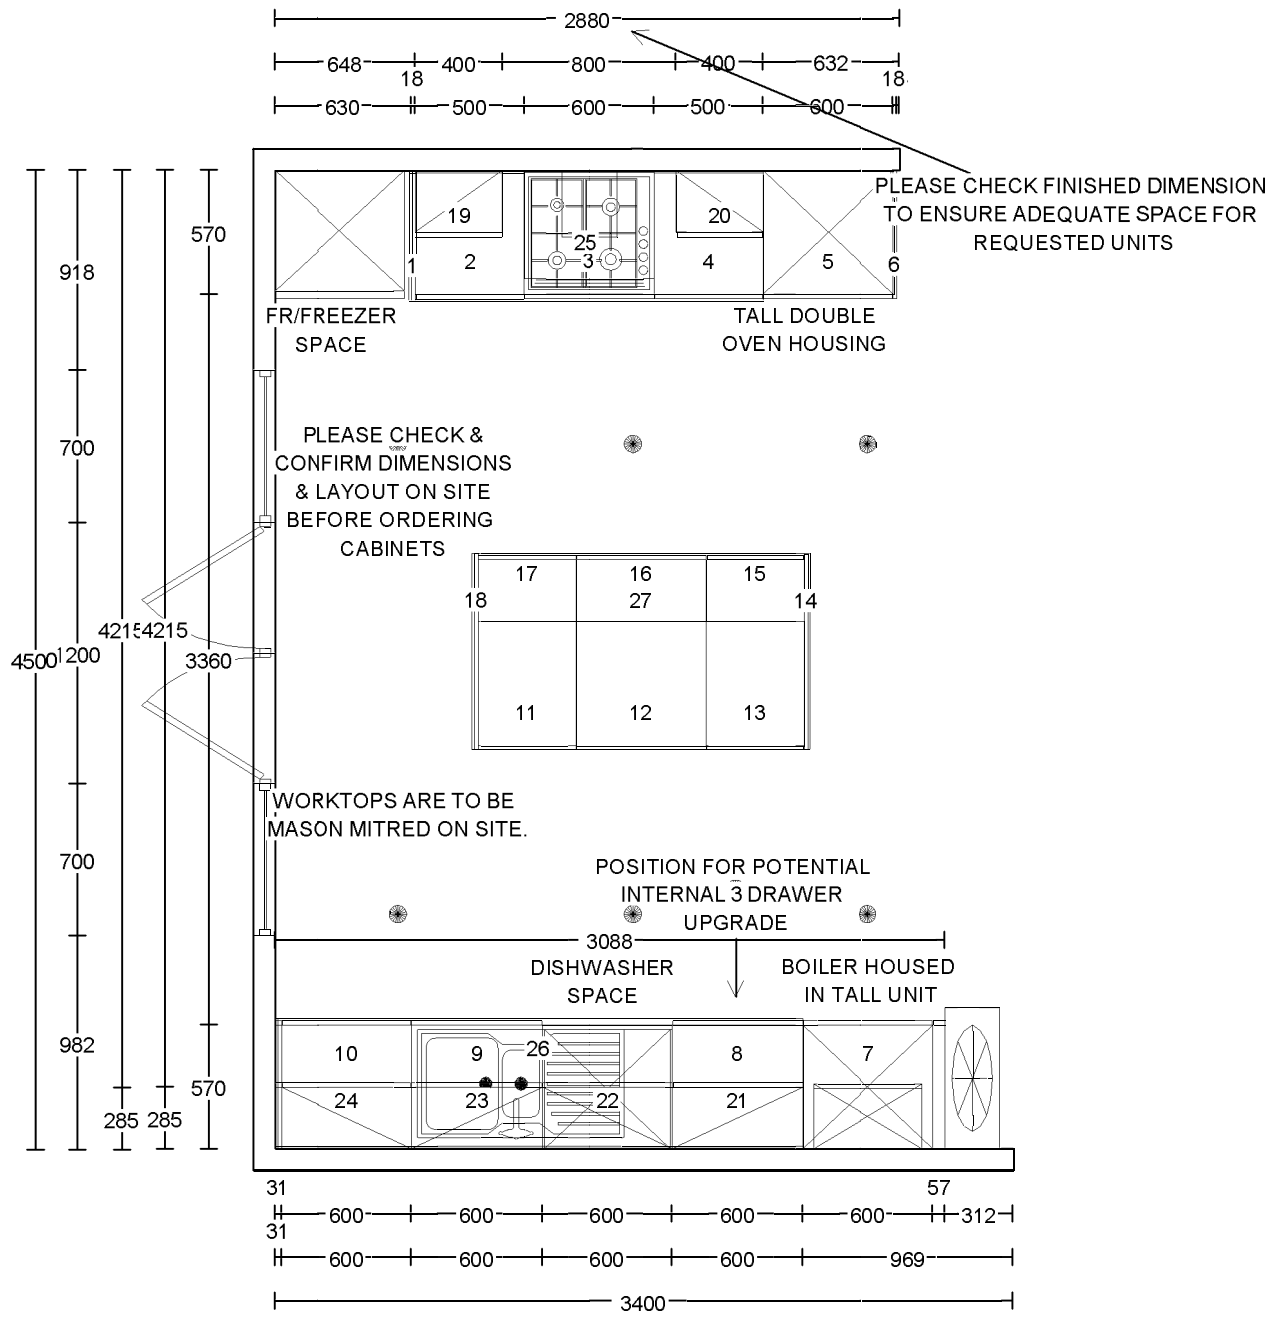 2880
648 400 800 400 632
18 18
630 500 600 500 600
PLEASE CHECK FINISHED DIMENSION
TO ENSURE ADEQUATE SPACE FOR
REQUESTED UNITS
19 20
25
1 2 3 4 5 6
FR/FREEZER
SPACE
TALL DOUBLE
OVEN HOUSING
570
918
PLEASE CHECK &
CONFIRM DIMENSIONS
& LAYOUT ON SITE
BEFORE ORDERING
CABINETS
700
17 16 15
18 27 14
4215 4215
4500 1200 3360
11 12 13
WORKTOPS ARE TO BE
MASON MITRED ON SITE.
700
POSITION FOR POTENTIAL
INTERNAL 3 DRAWER
UPGRADE
3088
DISHWASHER
SPACE
BOILER HOUSED
IN TALL UNIT
982
10 9 26 8 7
570
24 23 22 21
285 285
31 57
600 600 600 600 600 312
31
600 600 600 600 969
3400